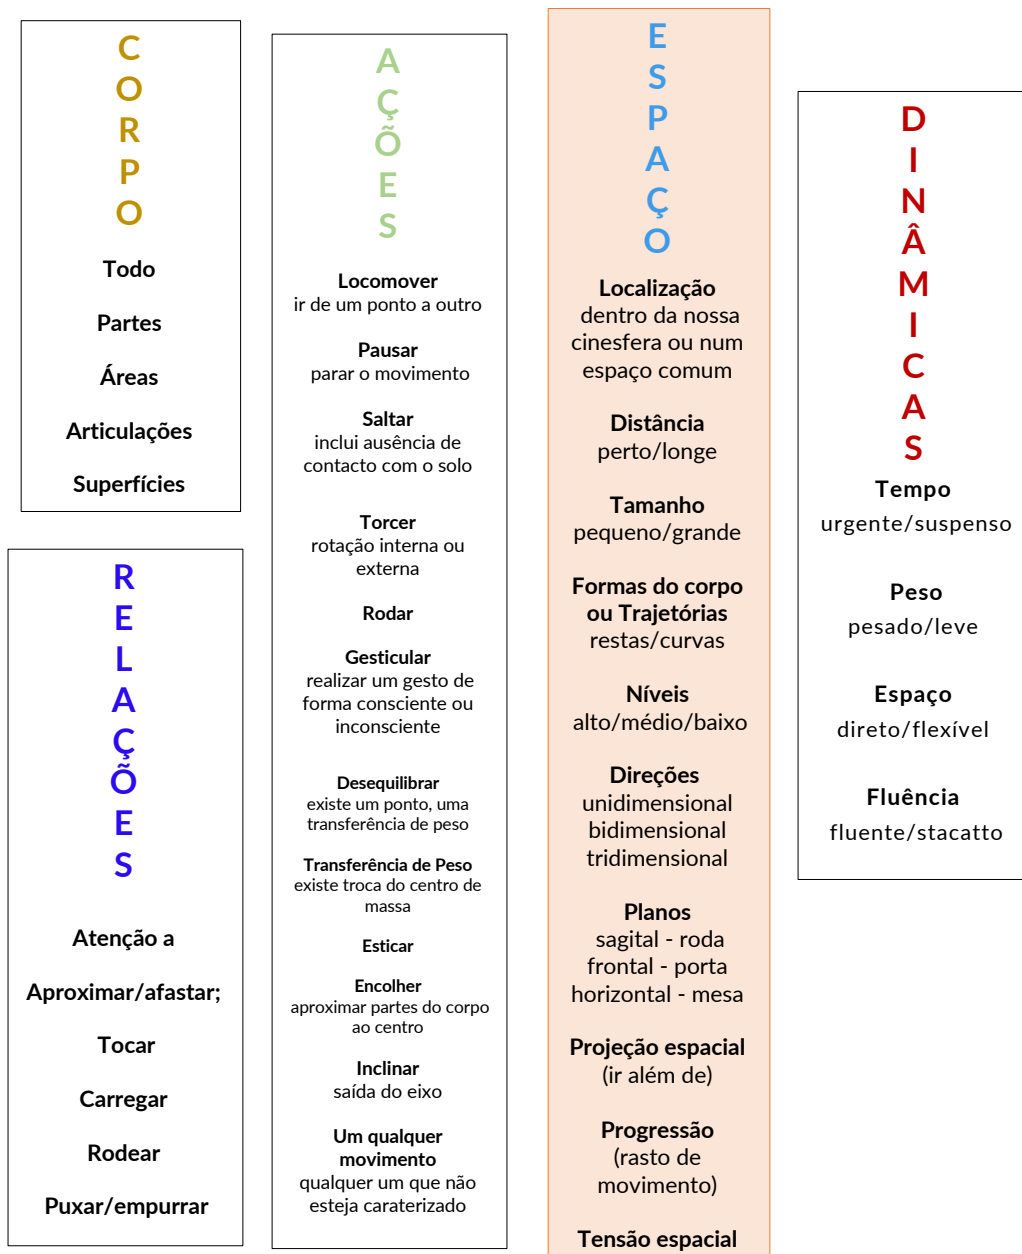 C
O
R
P
O
Todo
Partes
Áreas
Articulações
Superfícies
R
E
L
A
Ç
Õ
E
S
Atenção a
Aproximar/afastar;
Tocar
Carregar
Rodear
Puxar/empurrar
A
Ç
Õ
E
S
Locomover
ir de um ponto a outro
Pausar
parar o movimento
Saltar
inclui ausência de
contacto com o solo
Torcer
rotação interna ou
externa
Rodar
Gesticular
realizar um gesto de
forma consciente ou
inconsciente
Desequilibrar
existe um ponto, uma
transferência de peso
Transferência de Peso
existe troca do centro de
massa
Esticar
Encolher
aproximar partes do corpo
ao centro
Inclinar
saída do eixo
Um qualquer
movimento
qualquer um que não
esteja caraterizado
E
S
P
A
Ç
O
Localização
dentro da nossa
cinesfera ou num
espaço comum
Distância
perto/longe
Tamanho
pequeno/grande
Formas do corpo
ou Trajetórias
restas/curvas
Níveis
alto/médio/baixo
Direções
unidimensional
bidimensional
tridimensional
Planos
sagital - roda
frontal - porta
horizontal - mesa
Projeção espacial
(ir além de)
Progressão
(rasto de
movimento)
Tensão espacial
D
I
N
Â
M
I
C
A
S
Tempo
urgente/suspenso
Peso
pesado/leve
Espaço
direto/flexível
Fluência
fluente/stacatto